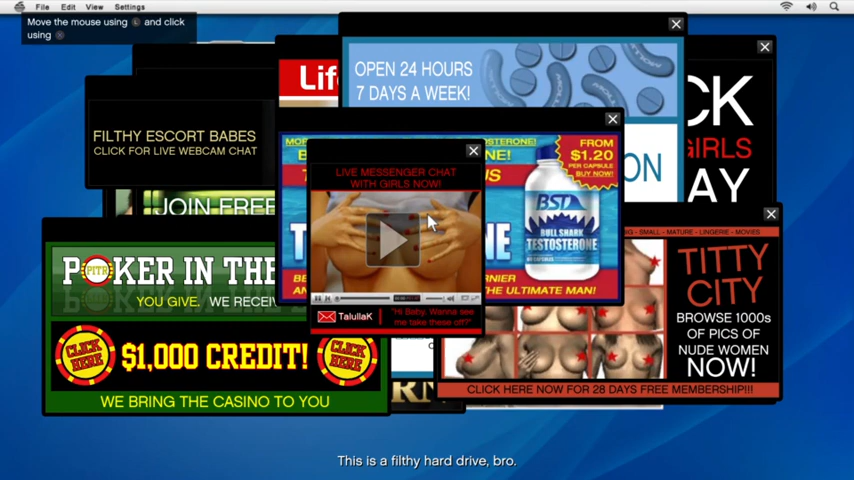 File Edit View Settings
Move the mouse using L and click
using
OPEN 24 HOURS
7 DAYS A WEEK!
FILTHY ESCORT BABES
CLICK FOR LIVE WEBCAM CHAT
JOIN FREE
FROM
$1.20
PER CAPSULE
BUY NOW!
BST
BULL SHARK
TESTOSTERONE
THE ULTIMATE MAN!
LIVE MESSENGER CHAT
WITH GIRLS NOW!
TalullaK
"Hi Baby. Wanna see
me take these off?"
GIRLS
POKER IN THE
PITR
YOU GIVE. WE RECEIV
CLICK
HERE
$1,000 CREDIT!
CLICK
HERE
WE BRING THE CASINO TO YOU
- SMALL - MATURE - LINGERIE - MOVIES
TITTY
CITY
BROWSE 1000s
OF PICS OF
NUDE WOMEN
NOW!
CLICK HERE NOW FOR 28 DAYS FREE MEMBERSHIP!!!
This is a filthy hard drive, bro.